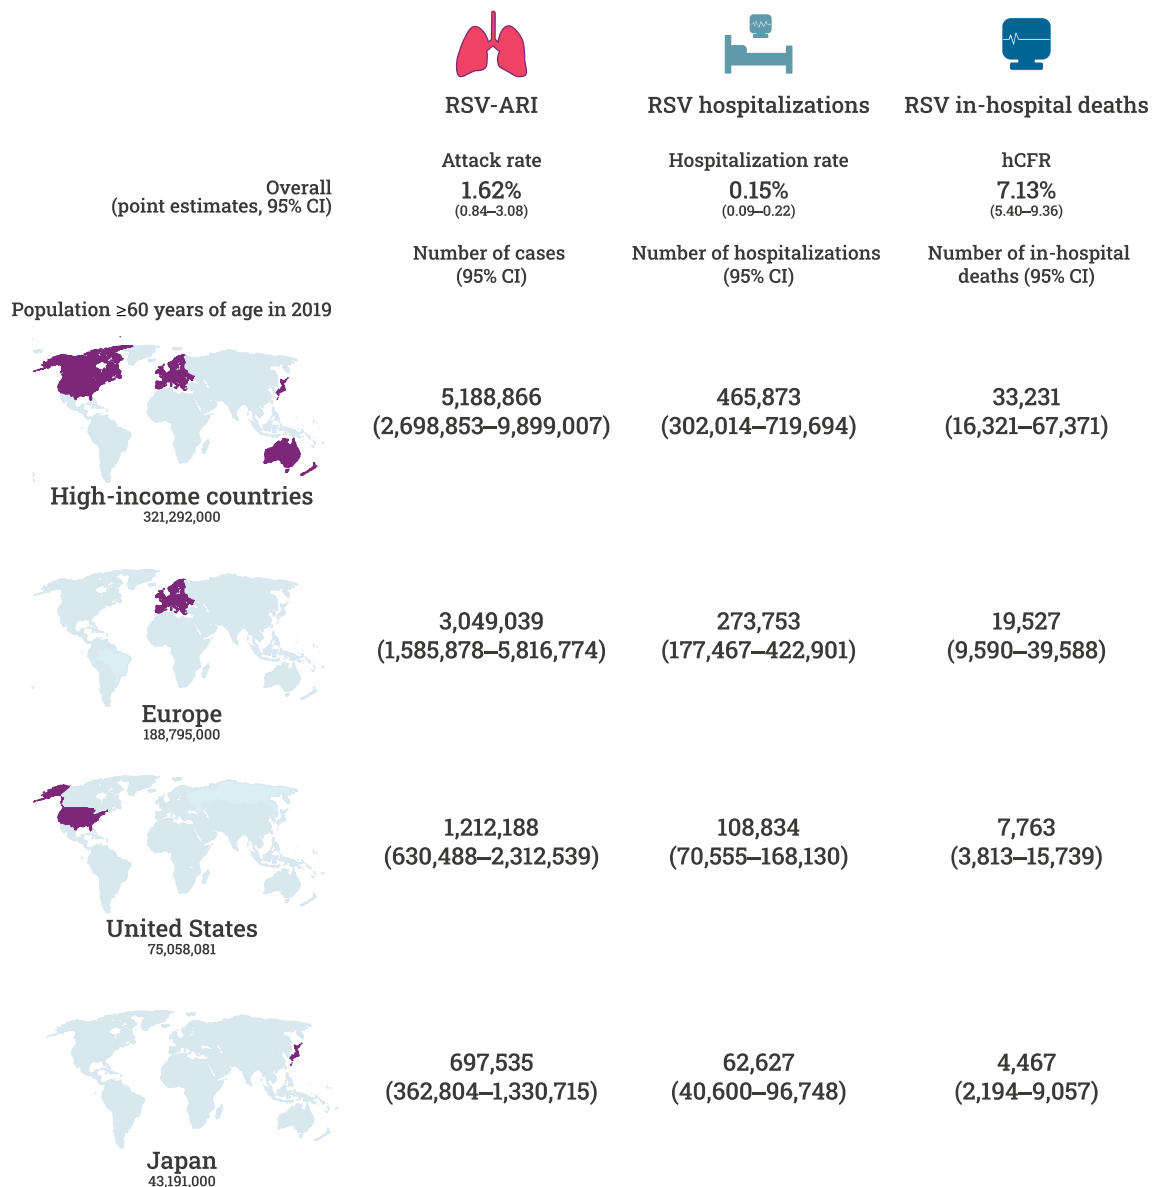 RSV-ARI
RSV hospitalizations
RSV in-hospital deaths
Attack rate
Hospitalization rate
hCFR
Overall
(point estimates, 95% CI)
1.62%
(0.84–3.08)
0.15%
(0.09–0.22)
7.13%
(5.40–9.36)
Number of cases
(95% CI)
Number of hospitalizations
(95% CI)
Number of in-hospital
deaths (95% CI)
Population ≥60 years of age in 2019
High-income countries
321,292,000
5,188,866
(2,698,853–9,899,007)
465,873
(302,014–719,694)
33,231
(16,321–67,371)
Europe
188,795,000
3,049,039
(1,585,878–5,816,774)
273,753
(177,467–422,901)
19,527
(9,590–39,588)
United States
75,058,081
1,212,188
(630,488–2,312,539)
108,834
(70,555–168,130)
7,763
(3,813–15,739)
Japan
43,191,000
697,535
(362,804–1,330,715)
62,627
(40,600–96,748)
4,467
(2,194–9,057)